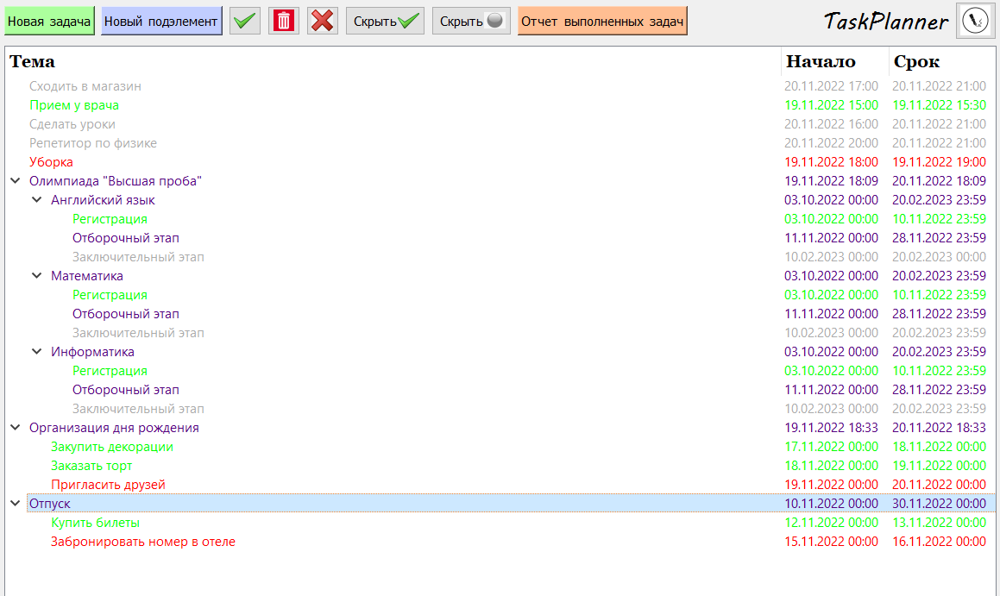 Новая задача Новый подэлемент Скрыть Скрыть Отчет выполненных задач TaskPlanner
Тема Начало Срок
Сходить в магазин 20.11.2022 17:00 20.11.2022 21:00
Прием у врача 19.11.2022 15:00 19.11.2022 15:30
Сделать уроки 20.11.2022 16:00 20.11.2022 21:00
Репетитор по физике 20.11.2022 20:00 20.11.2022 21:00
Уборка 19.11.2022 18:00 19.11.2022 19:00
Олимпиада "Высшая проба" 19.11.2022 18:09 20.11.2022 18:09
Английский язык 03.10.2022 00:00 20.02.2023 23:59
Регистрация 03.10.2022 00:00 10.11.2022 23:59
Отборочный этап 11.11.2022 00:00 28.11.2022 23:59
Заключительный этап 10.02.2023 00:00 20.02.2023 00:00
Математика 03.10.2022 00:00 20.02.2023 23:59
Регистрация 03.10.2022 00:00 10.11.2022 23:59
Отборочный этап 11.11.2022 00:00 28.11.2022 23:59
Заключительный этап 10.02.2023 00:00 20.02.2023 23:59
Информатика 03.10.2022 00:00 20.02.2023 23:59
Регистрация 03.10.2022 00:00 10.11.2022 23:59
Отборочный этап 11.11.2022 00:00 28.11.2022 23:59
Заключительный этап 10.02.2023 00:00 20.02.2023 23:59
Организация дня рождения 19.11.2022 18:33 20.11.2022 18:33
Закупить декорации 17.11.2022 00:00 18.11.2022 00:00
Заказать торт 18.11.2022 00:00 19.11.2022 00:00
Пригласить друзей 19.11.2022 00:00 20.11.2022 00:00
Отпуск 10.11.2022 00:00 30.11.2022 00:00
Купить билеты 12.11.2022 00:00 13.11.2022 00:00
Забронировать номер в отеле 15.11.2022 00:00 16.11.2022 00:00